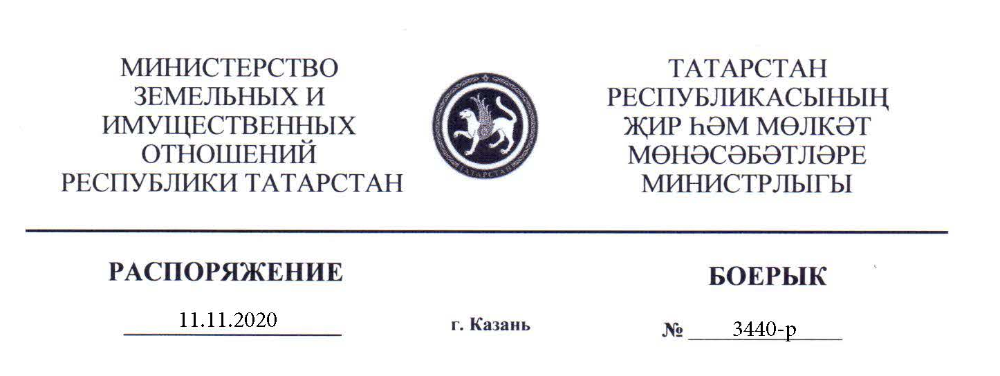 МИНИСТЕРСТВО
ЗЕМЕЛЬНЫХ И
ИМУЩЕСТВЕННЫХ
ОТНОШЕНИЙ
РЕСПУБЛИКИ ТАТАРСТАН
ТАТАРСТАН
ТАТАРСТАН
РЕСПУБЛИКАСЫНЫҢ
ҖИР ҺӘМ МӨЛКӘТ
МӨНӘСӘБӘТЛӘРЕ
МИНИСТРЛЫГЫ
РАСПОРЯЖЕНИЕ
БОЕРЫК
11.11.2020
г. Казань
№ 3440-р